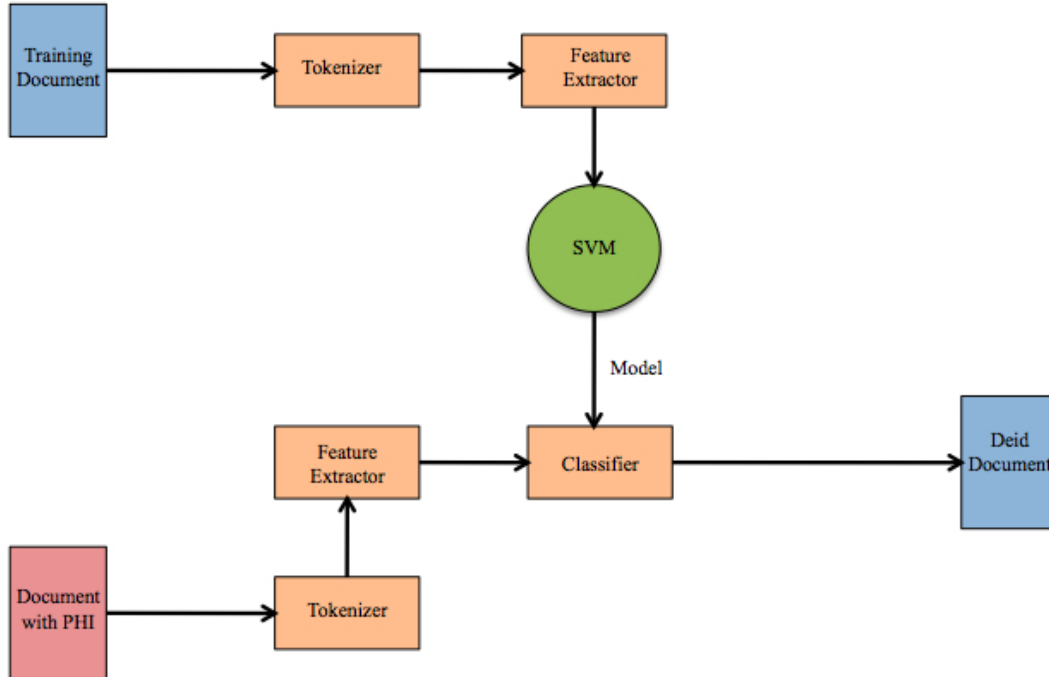 Training
Document
Tokenizer
Feature
Extractor
SVM
Model
Feature
Extractor
Classifier
Deid
Document
Document
with PHI
Tokenizer